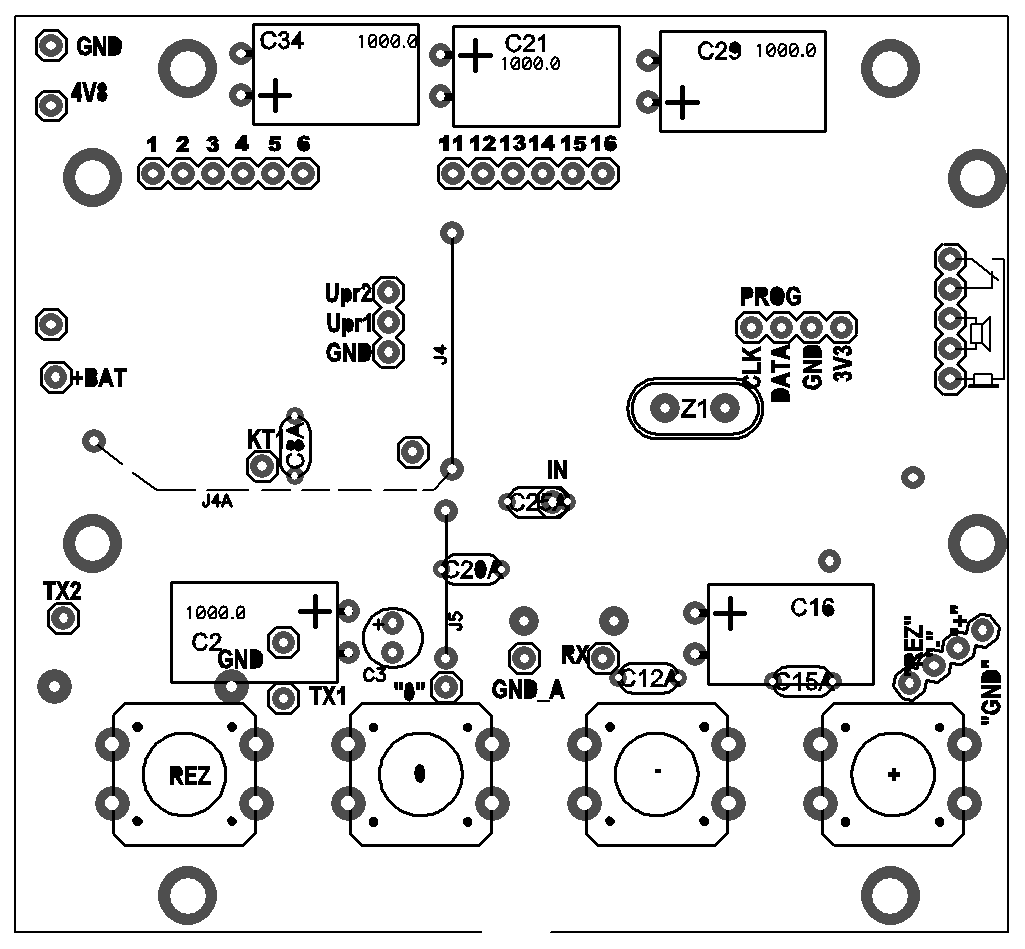 GND
C34 1000.0
C21
1000.0
C29 1000.0
4V8
1 2 3 4 5 6
11 12 13 14 15 16
Upr2
Upr1
GND
J4
PROG
CLK
DATA
GND
3V3
+BAT
Z1
KT1
C8A
IN
J4A
C20A
TX2
1000.0
C2
GND
C3
J5
C16
RX
C12A
C15A
"REZ"
"-"
"+"
"GND"
TX1
"0"
GND_A
REZ
0
-
+